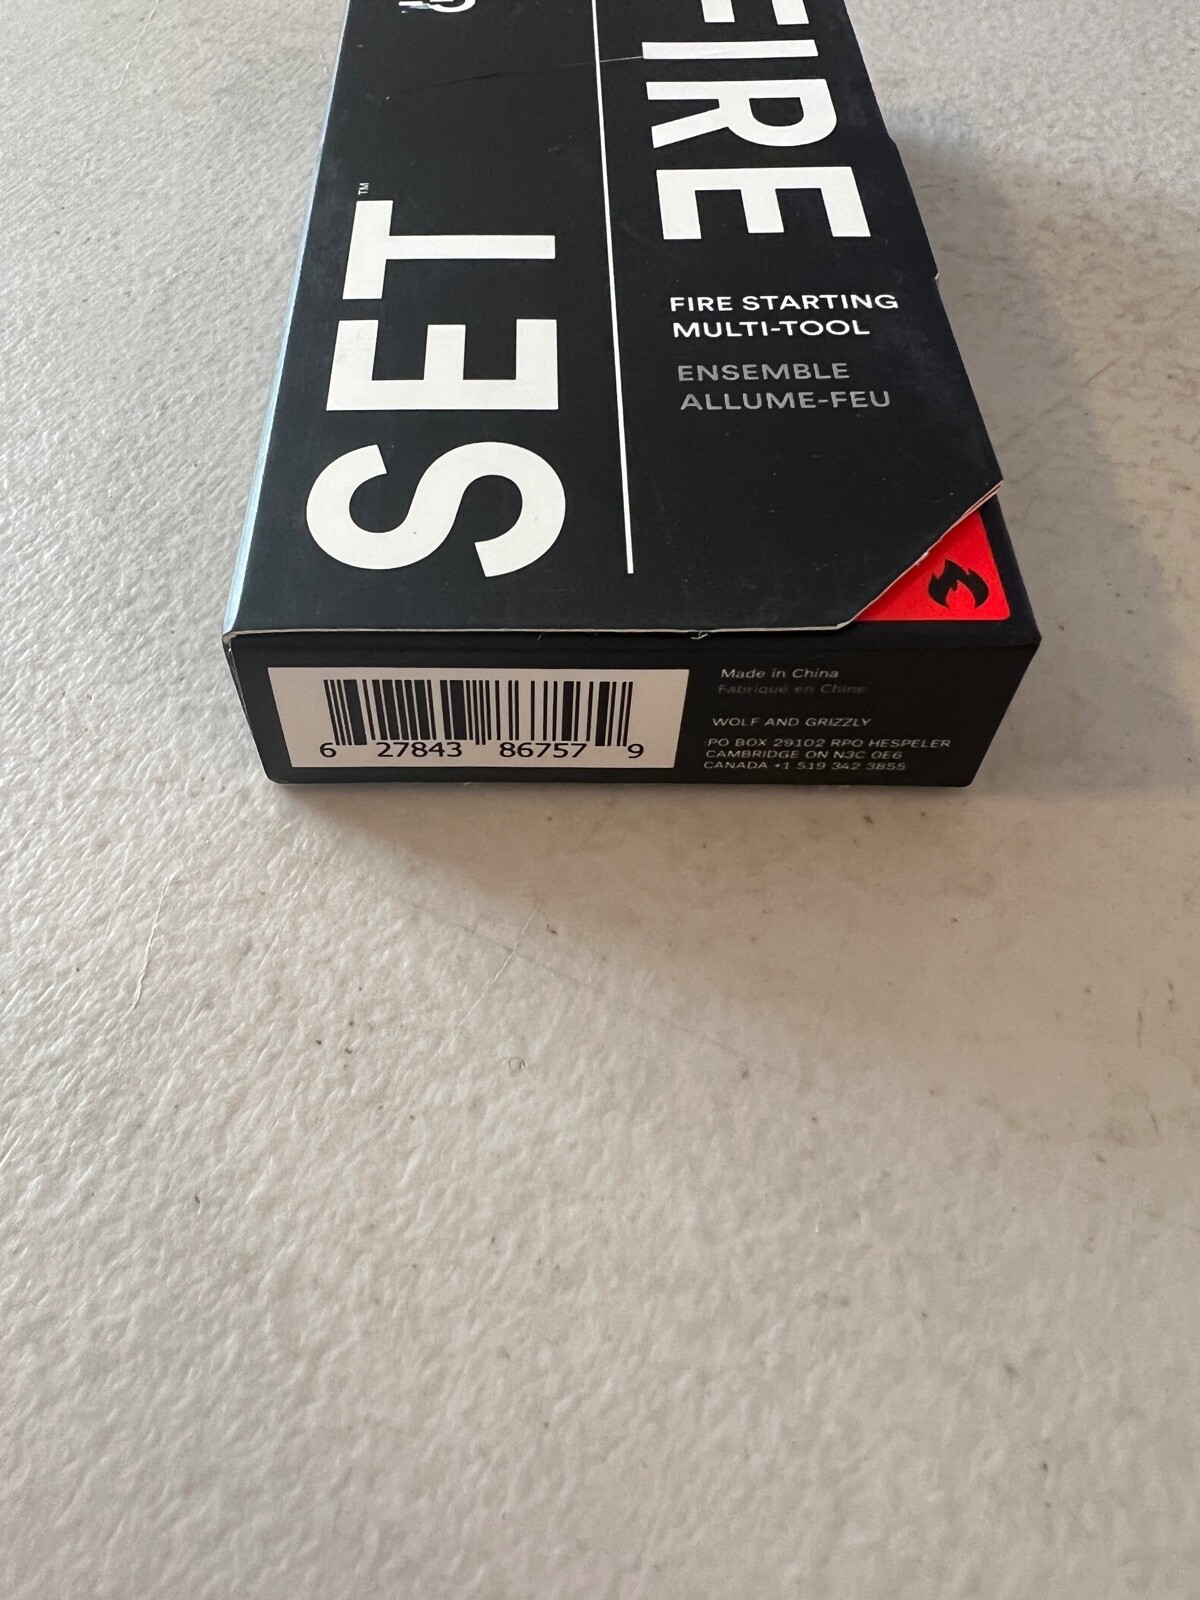 FIRE
SET™
FIRE STARTING
MULTI-TOOL
ENSEMBLE
ALLUME-FEU
6 27843 86757 9
Made in China
Fabriqué en Chine
WOLF AND GRIZZLY
PO BOX 29102 RPO HESPELER
CAMBRIDGE ON N3C 0E6
CANADA +1 519 342 3855